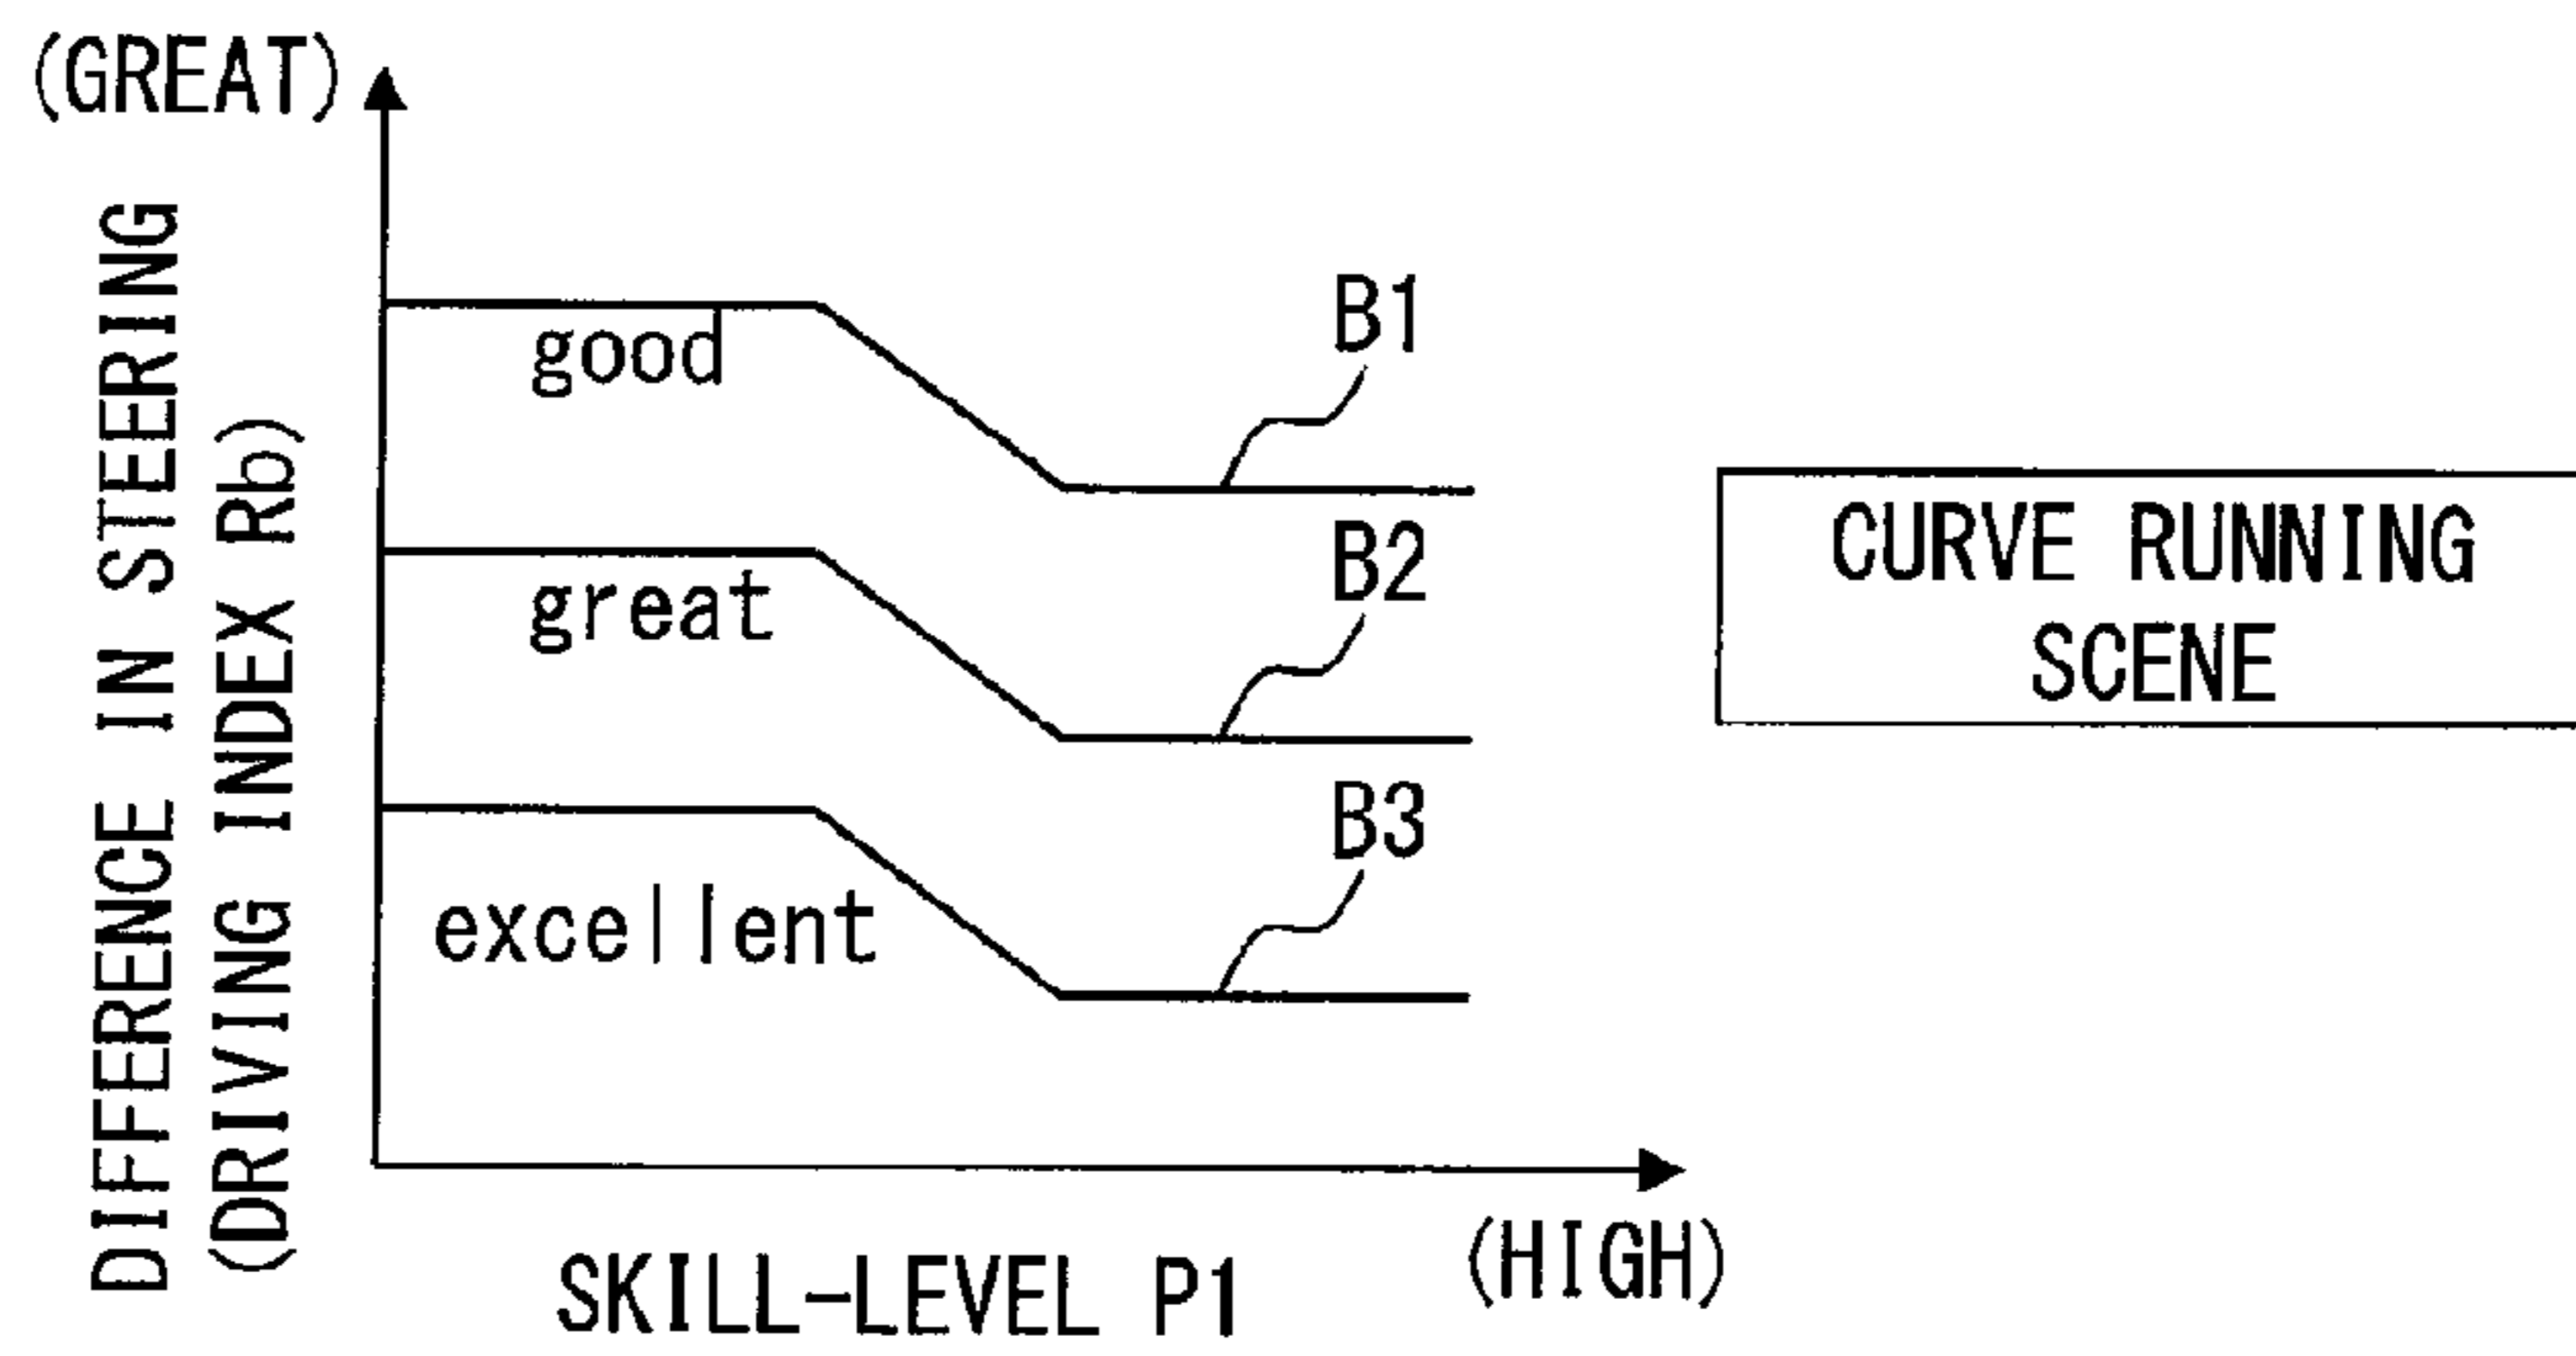 (GREAT)
DIFFERENCE IN STEERING
(DRIVING INDEX Rb)
good
B1
great
B2
excellent
B3
CURVE RUNNING
SCENE
SKILL-LEVEL P1
(HIGH)